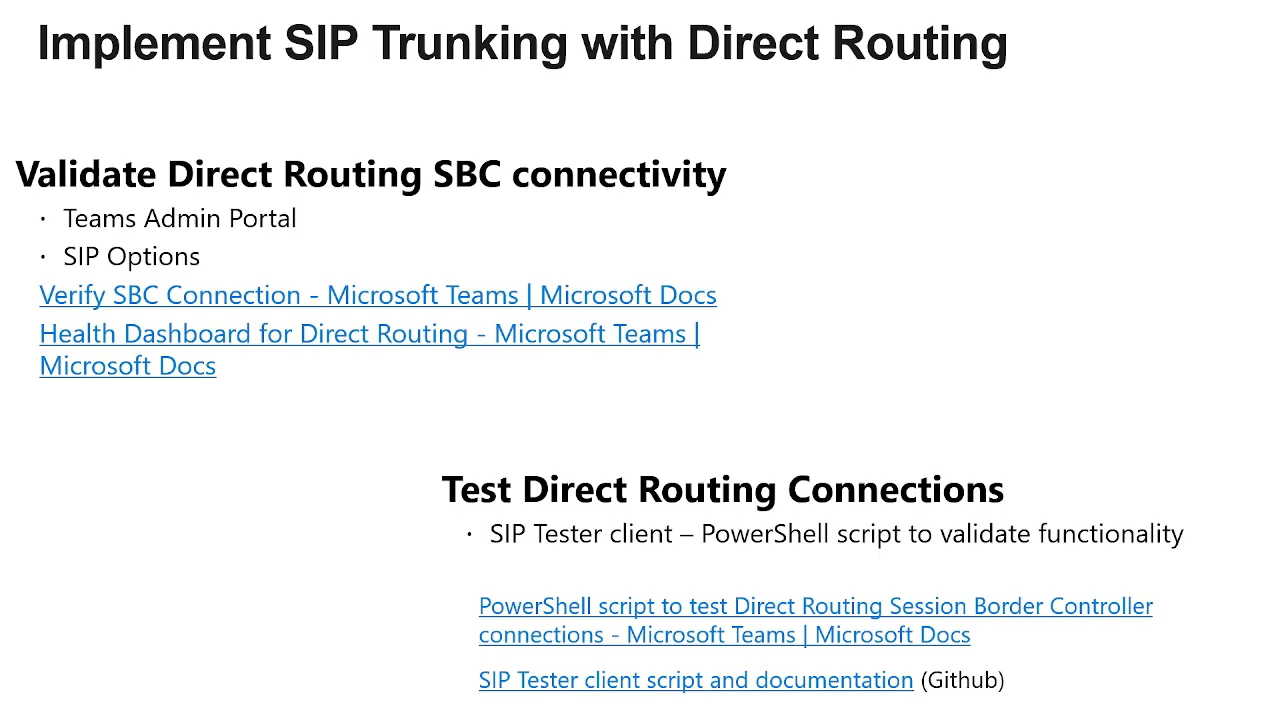 Implement SIP Trunking with Direct Routing
Validate Direct Routing SBC connectivity
· Teams Admin Portal
· SIP Options
Verify SBC Connection - Microsoft Teams | Microsoft Docs
Health Dashboard for Direct Routing - Microsoft Teams |
Microsoft Docs
Test Direct Routing Connections
· SIP Tester client – PowerShell script to validate functionality
PowerShell script to test Direct Routing Session Border Controller
connections - Microsoft Teams | Microsoft Docs
SIP Tester client script and documentation (Github)